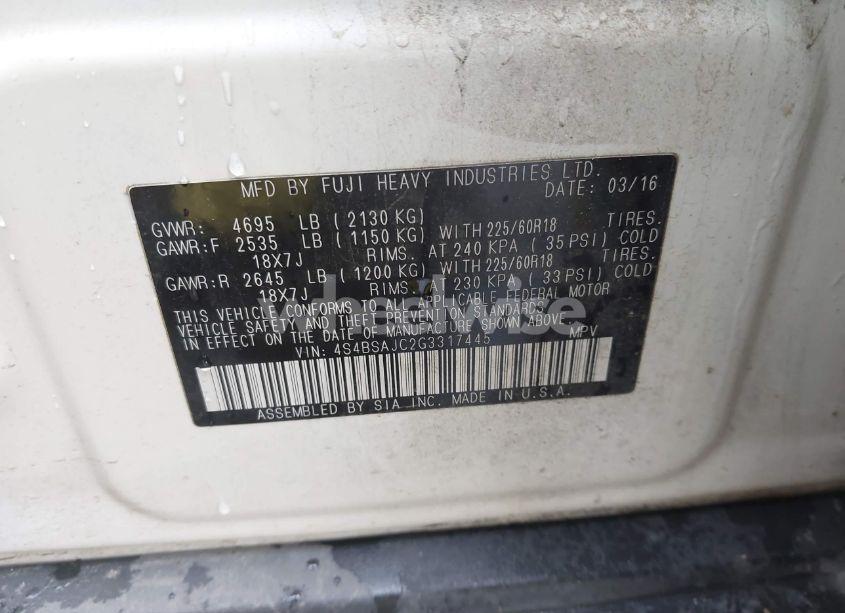 MFD BY FUJI HEAVY INDUSTRIES LTD.
DATE: 03/16
GVWR: 4695 LB (2130 KG)
GAWR:F 2535 LB (1150 KG) WITH 225/60R18 TIRES.
18X7J RIMS. AT 240 KPA (35 PSI) COLD
GAWR:R 2645 LB (1200 KG) WITH 225/60R18 TIRES.
18X7J RIMS. AT 230 KPA (33 PSI) COLD
THIS VEHICLE CONFORMS TO ALL APPLICABLE FEDERAL MOTOR
VEHICLE SAFETY AND THEFT PREVENTION STANDARDS
IN EFFECT ON THE DATE OF MANUFACTURE SHOWN ABOVE.
VIN: 4S4BSAJC2G3317445 MPV
ASSEMBLED BY SIA INC. MADE IN U.S.A.
wheelwise